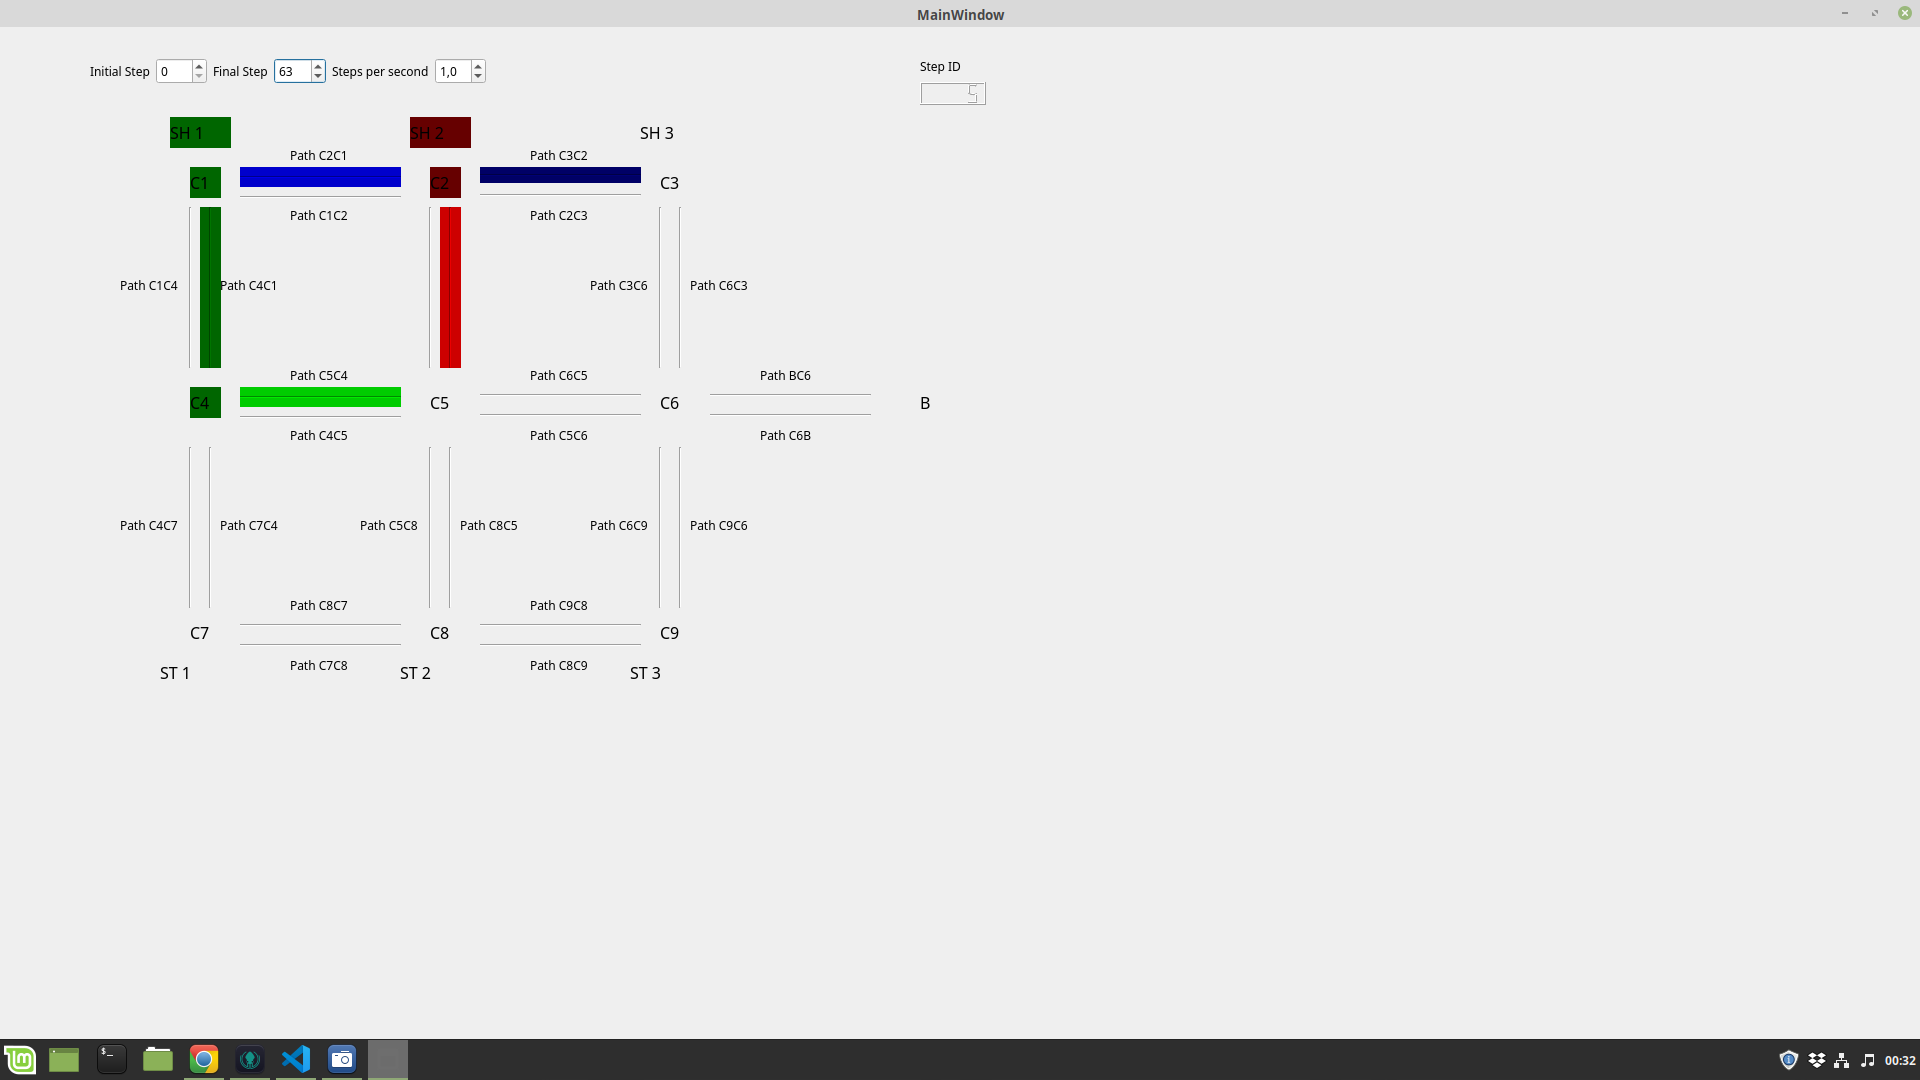 MainWindow
Initial Step 0 Final Step 63 Steps per second 1,0
Step ID
5
SH 1 SH 2 SH 3
Path C2C1 Path C3C2
C1 C2 C3
Path C1C2 Path C2C3
Path C1C4 Path C4C1 Path C3C6 Path C6C3
Path C5C4 Path C6C5 Path BC6
C4 C5 C6 B
Path C4C5 Path C5C6 Path C6B
Path C4C7 Path C7C4 Path C5C8 Path C8C5 Path C6C9 Path C9C6
Path C8C7 Path C9C8
C7 C8 C9
Path C7C8 Path C8C9
ST 1 ST 2 ST 3
00:32